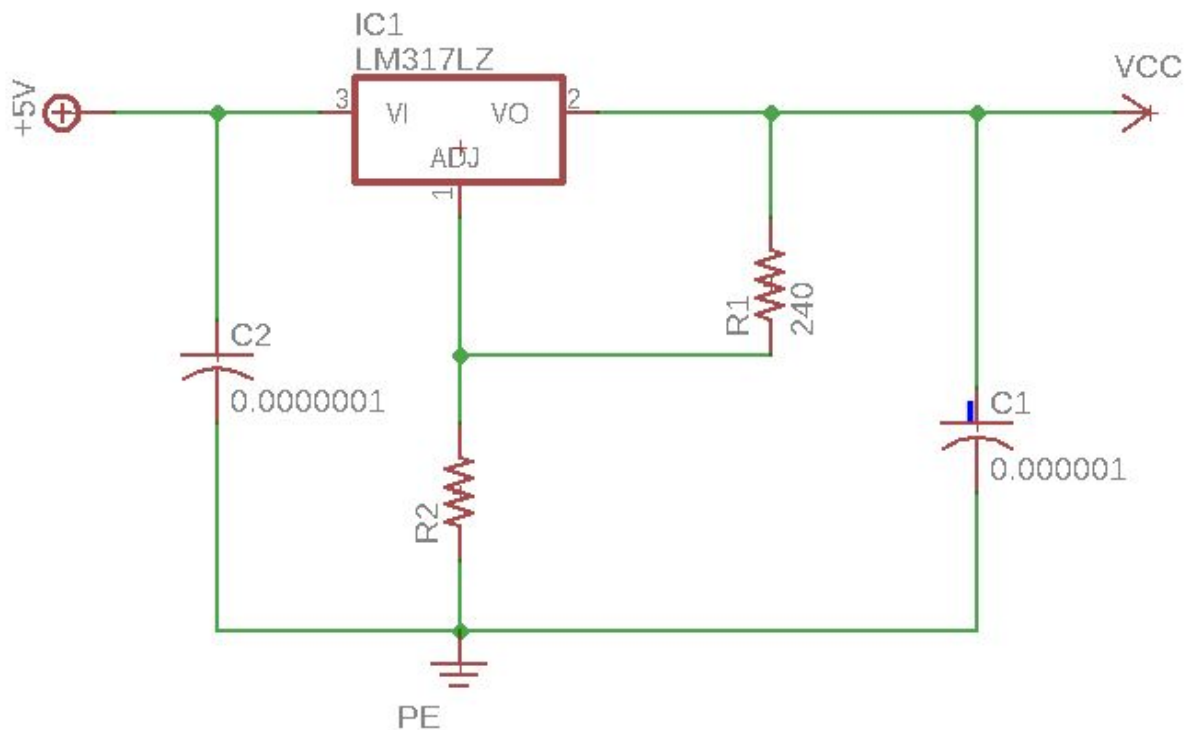 IC1
LM317LZ
+5V
3
VI
VO
2
VCC
ADJ
1
R1
240
C2
0.0000001
C1
0.000001
R2
PE